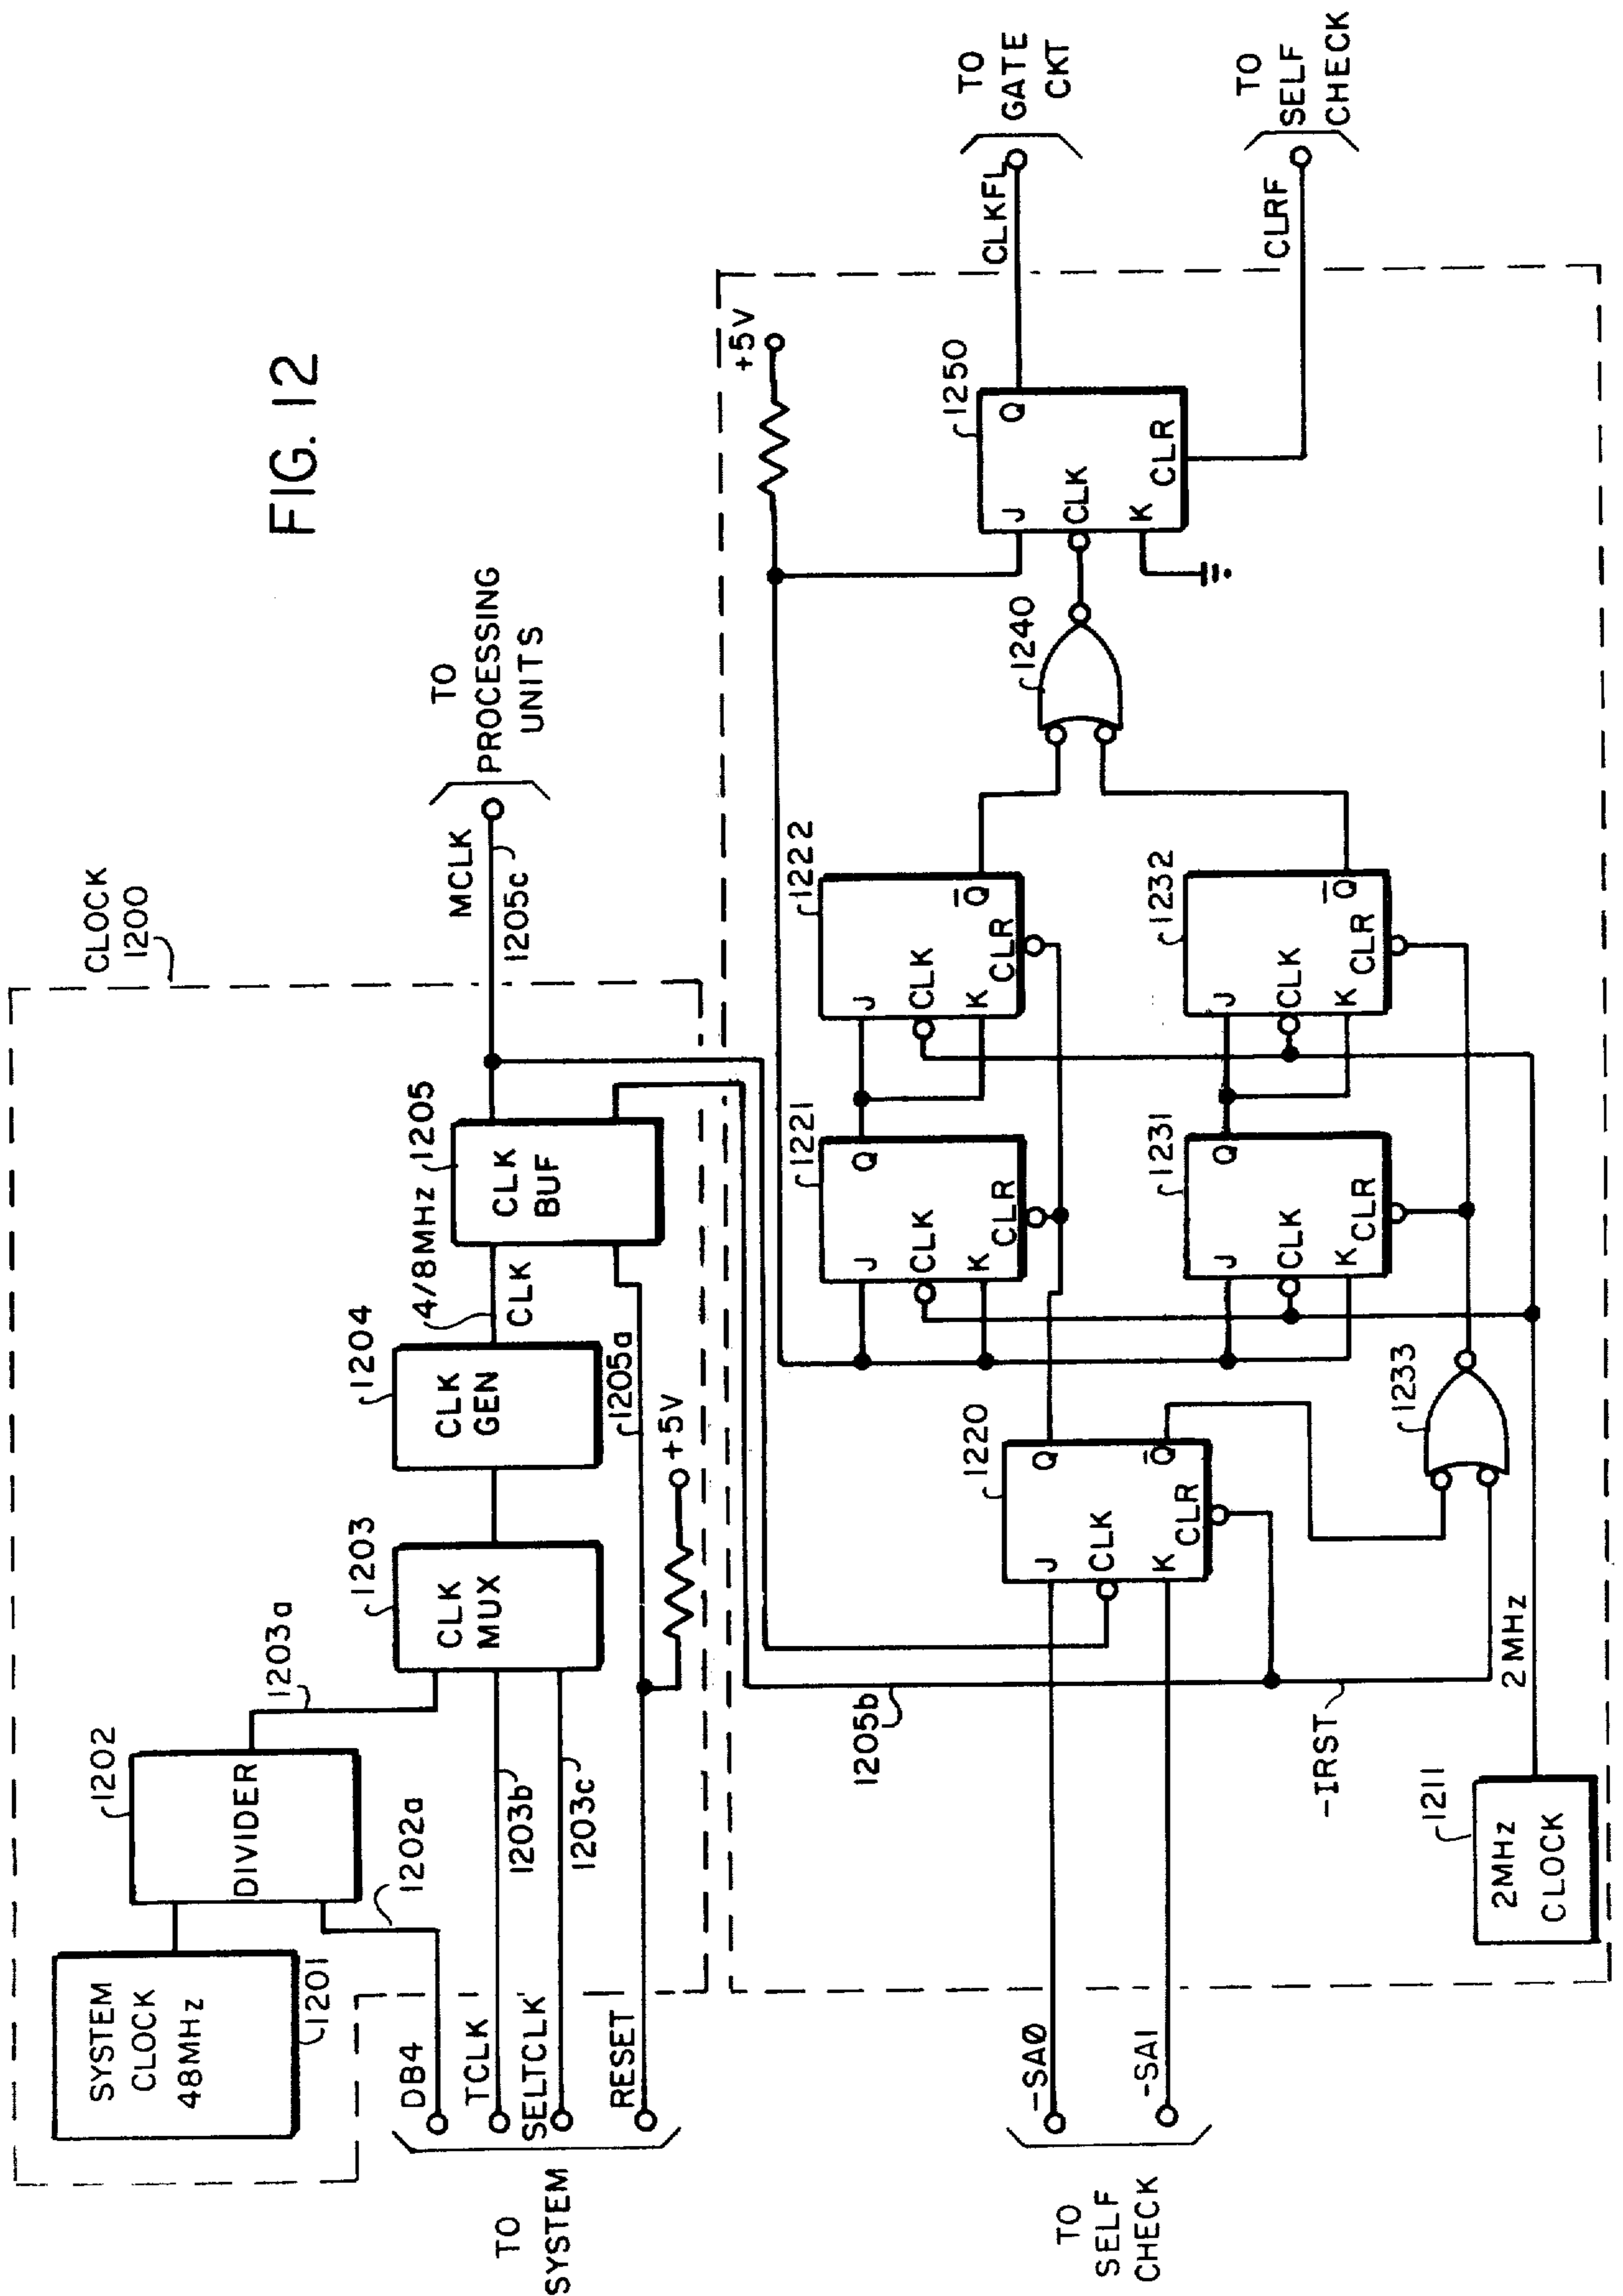 FIG. 12
CLOCK
1200
SYSTEM
CLOCK
48MHz
1201
DIVIDER
1202
1202a
1203a
CLK
MUX
1203
1203b
1203c
CLK
GEN
1204
4/8MHz
CLK
CLK
BUF
1205
1205a
+5V
MCLK
1205c
TO
PROCESSING
UNITS
DB4
TCLK
SELTCLK'
RESET
TO
SYSTEM
-SAØ
-SA1
TO
SELF
CHECK
1205b
-IRST
2MHz
CLOCK
1211
2MHz
J
CLK
K
CLR
Q
Q̅
1220
1233
J
CLK
K
CLR
Q
1221
J
CLK
K
CLR
Q̅
1222
J
CLK
K
CLR
Q
1231
J
CLK
K
CLR
Q̅
1232
1240
+5V
J
CLK
K
CLR
Q
1250
CLKFL
TO
GATE
CKT
CLRF
TO
SELF
CHECK